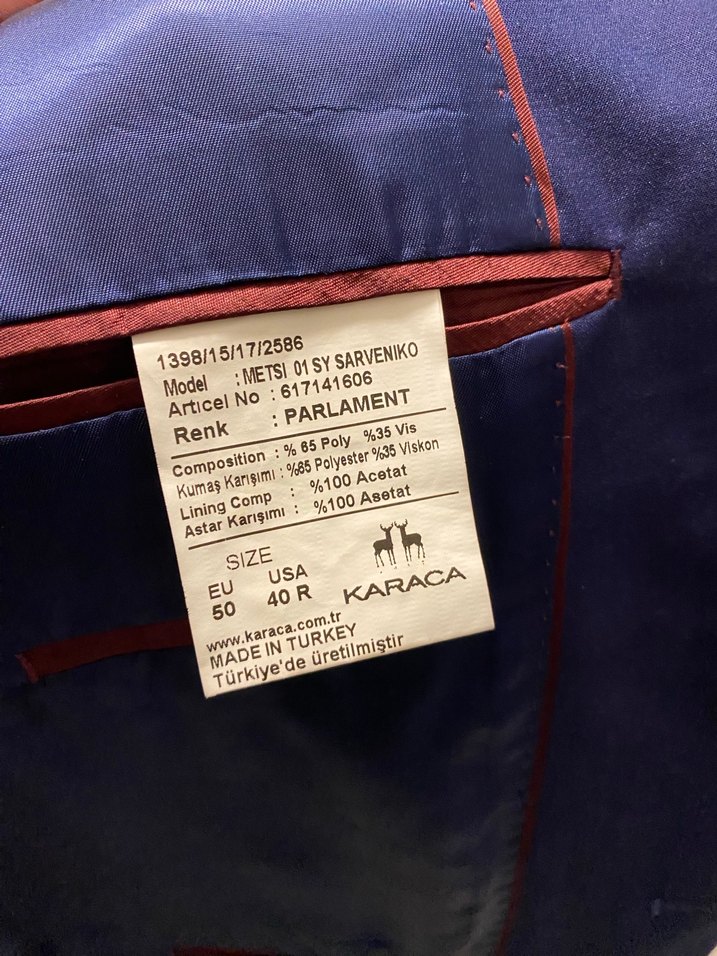 1398/15/17/2586
Model : METSI 01 SY SARVENIKO
Articel No : 617141606
Renk : PARLAMENT
Composition : % 65 Poly %35 Vis
Kumaş Karışımı : %65 Polyester %35 Viskon
Lining Comp : %100 Acetat
Astar Karışımı : %100 Asetat
SIZE
EU USA
50 40 R
KARACA
www.karaca.com.tr
MADE IN TURKEY
Türkiye'de üretilmiştir